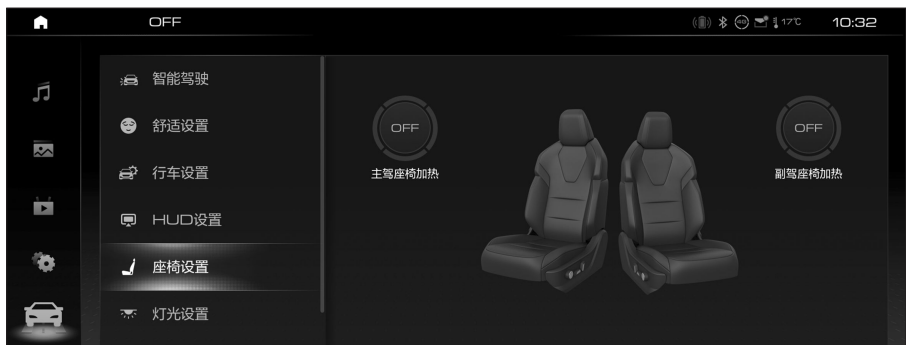 OFF
4G
17℃
10:32
智能驾驶
舒适设置
行车设置
HUD设置
座椅设置
灯光设置
OFF
主驾座椅加热
OFF
副驾座椅加热